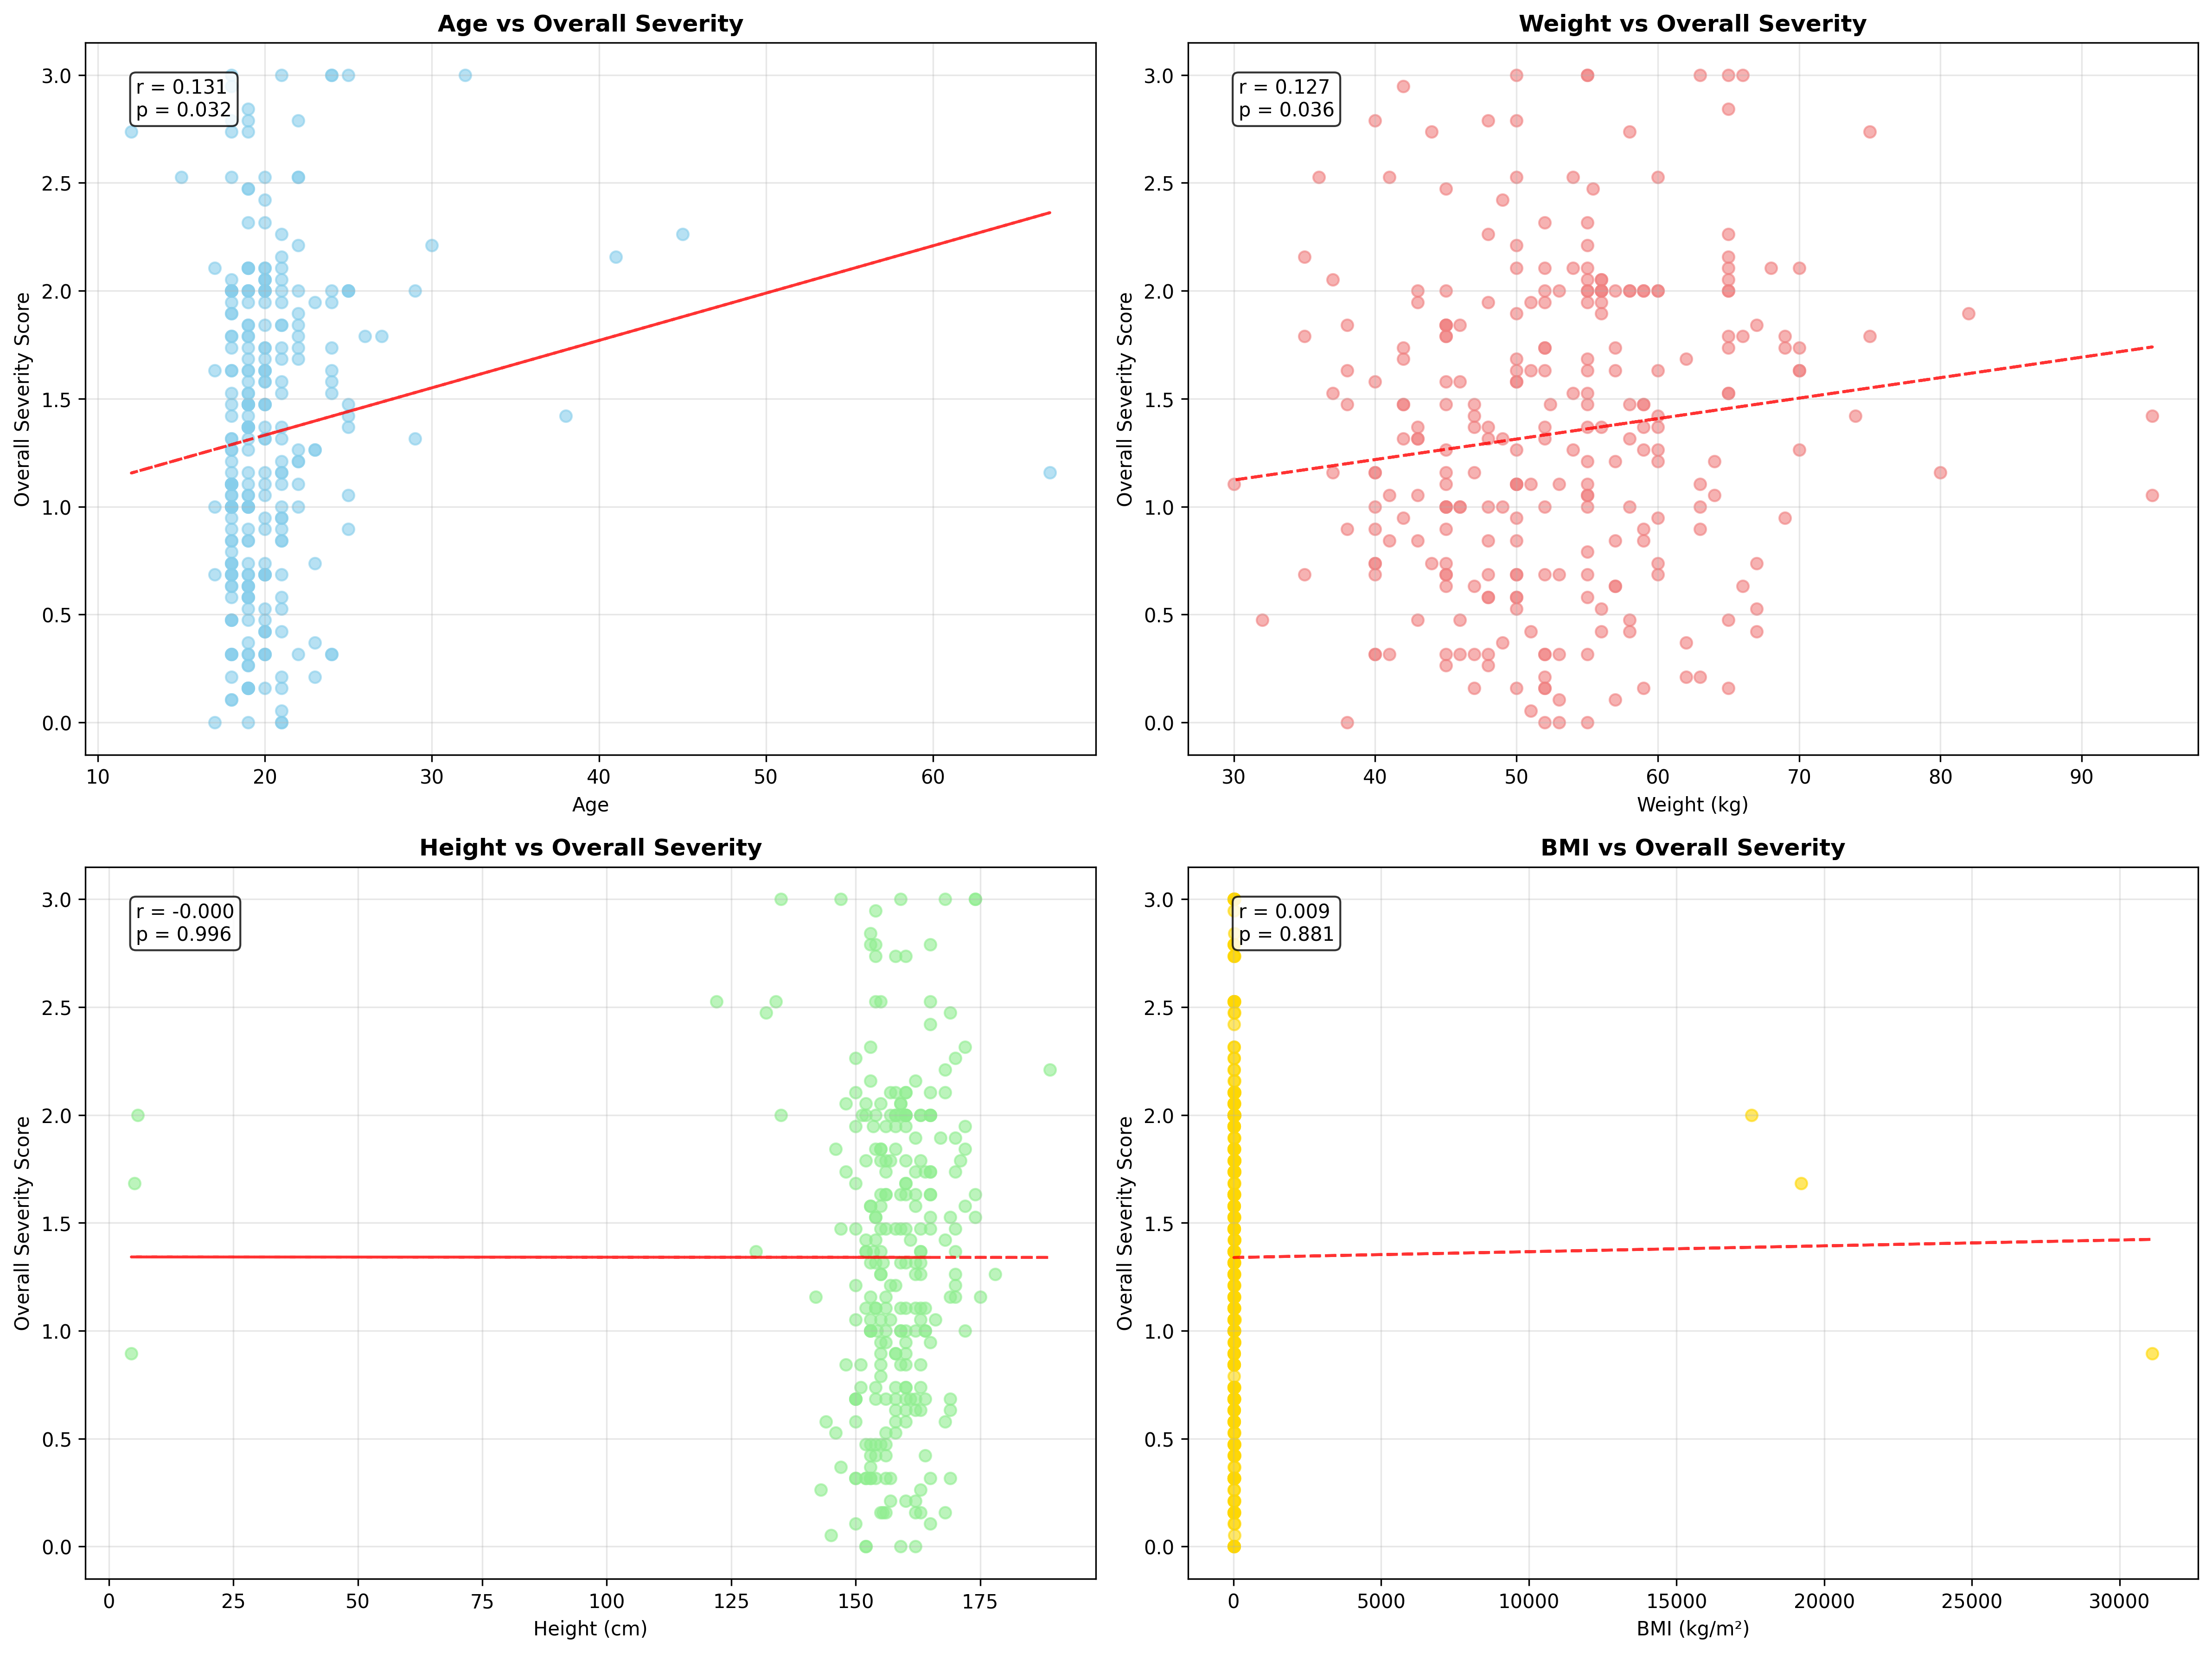 Age vs Overall Severity
r = 0.131
p = 0.032
Overall Severity Score
3.0
2.5
2.0
1.5
1.0
0.5
0.0
10 20 30 40 50 60
Age
Weight vs Overall Severity
r = 0.127
p = 0.036
Overall Severity Score
3.0
2.5
2.0
1.5
1.0
0.5
0.0
30 40 50 60 70 80 90
Weight (kg)
Height vs Overall Severity
r = -0.000
p = 0.996
Overall Severity Score
3.0
2.5
2.0
1.5
1.0
0.5
0.0
0 25 50 75 100 125 150 175
Height (cm)
BMI vs Overall Severity
r = 0.009
p = 0.881
Overall Severity Score
3.0
2.5
2.0
1.5
1.0
0.5
0.0
0 5000 10000 15000 20000 25000 30000
BMI (kg/m²)